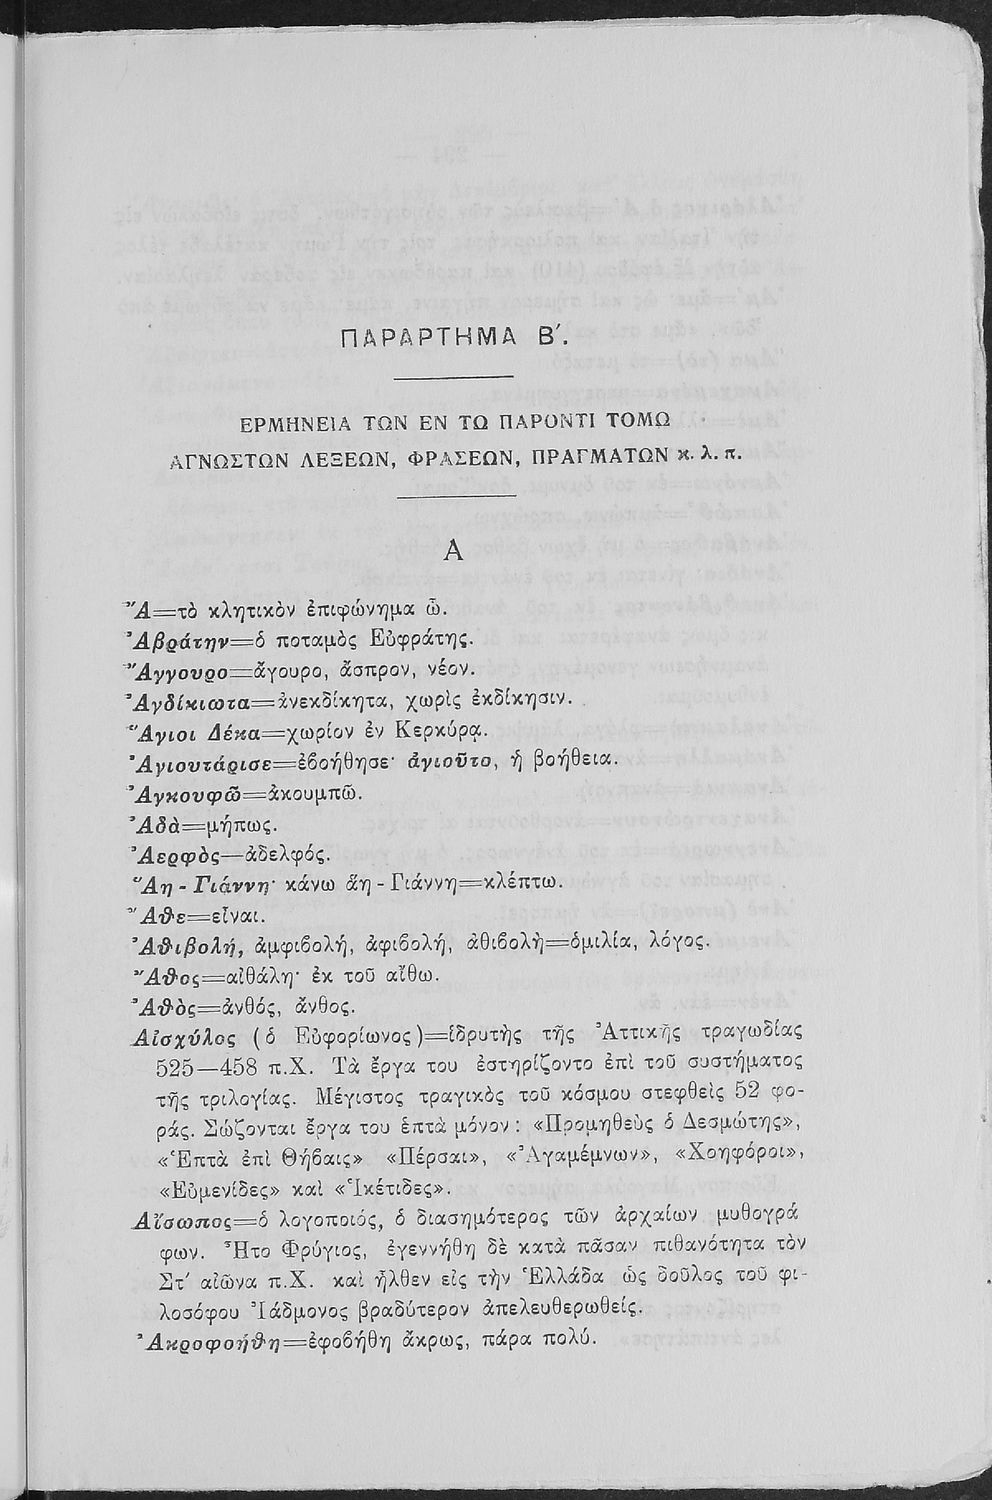 ΠΑΡΑΡΤΗΜΑ Β΄.
ΕΡΜΗΝΕΙΑ ΤΩΝ ΕΝ ΤΩ ΠΑΡΟΝΤΙ ΤΟΜΩ
ΑΓΝΩΣΤΩΝ ΛΕΞΕΩΝ, ΦΡΑΣΕΩΝ, ΠΡΑΓΜΑΤΩΝ κ. λ. π.
Α
Ἄ=τὸ κλητικὸν ἐπιφώνημα ὦ.
Ἀβράτην=ὁ ποταμὸς Εὐφράτης.
Ἄγγουρο=ἄγουρο, ἄσπρον, νέον.
Ἀγδίκιωτα=ἀνεκδίκητα, χωρὶς ἐκδίκησιν.
Ἅγιοι Δέκα=χωρίον ἐν Κερκύρᾳ.
Ἁγιουτάρισε=ἐβοήθησε· ἁγιοῦτο, ἡ βοήθεια.
Ἀγκουφῶ=ἀκουμπῶ.
Ἀδὰ=μήπως.
Ἀερφὸς—ἀδελφός.
Ἅη - Γιάννη· κάνω ἅη - Γιάννη=κλέπτω.
Ἄθε=εἶναι.
Ἀθιβολή, ἀμφιβολή, ἀφιβολή, ἀθιβολὴ=ὁμιλία, λόγος.
Ἄθος=αἰθάλη· ἐκ τοῦ αἴθω.
Ἀθὸς=ἀνθός, ἄνθος.
Αἰσχύλος (ὁ Εὐφορίωνος)=ἱδρυτὴς τῆς Ἀττικῆς τραγωδίας
525—458 π.Χ. Τὰ ἔργα του ἐστηρίζοντο ἐπὶ τοῦ συστήματος
τῆς τριλογίας. Μέγιστος τραγικὸς τοῦ κόσμου στεφθεὶς 52 φο-
ράς. Σώζονται ἔργα του ἑπτὰ μόνον : «Προμηθεὺς ὁ Δεσμώτης»,
«Ἑπτὰ ἐπὶ Θήβαις» «Πέρσαι», «Ἀγαμέμνων», «Χοηφόροι»,
«Εὐμενίδες» καὶ «Ἱκέτιδες».
Αἴσωπος=ὁ λογοποιός, ὁ διασημότερος τῶν ἀρχαίων μυθογρά
φων. Ἦτο Φρύγιος, ἐγεννήθη δὲ κατὰ πᾶσαν πιθανότητα τὸν
Στ΄ αἰῶνα π.Χ. καὶ ἦλθεν εἰς τὴν Ἑλλάδα ὡς δοῦλος τοῦ φι-
λοσόφου Ἰάδμονος βραδύτερον ἀπελευθερωθείς.
Ἀκροφοήθη=ἐφοβήθη ἄκρως, πάρα πολύ.